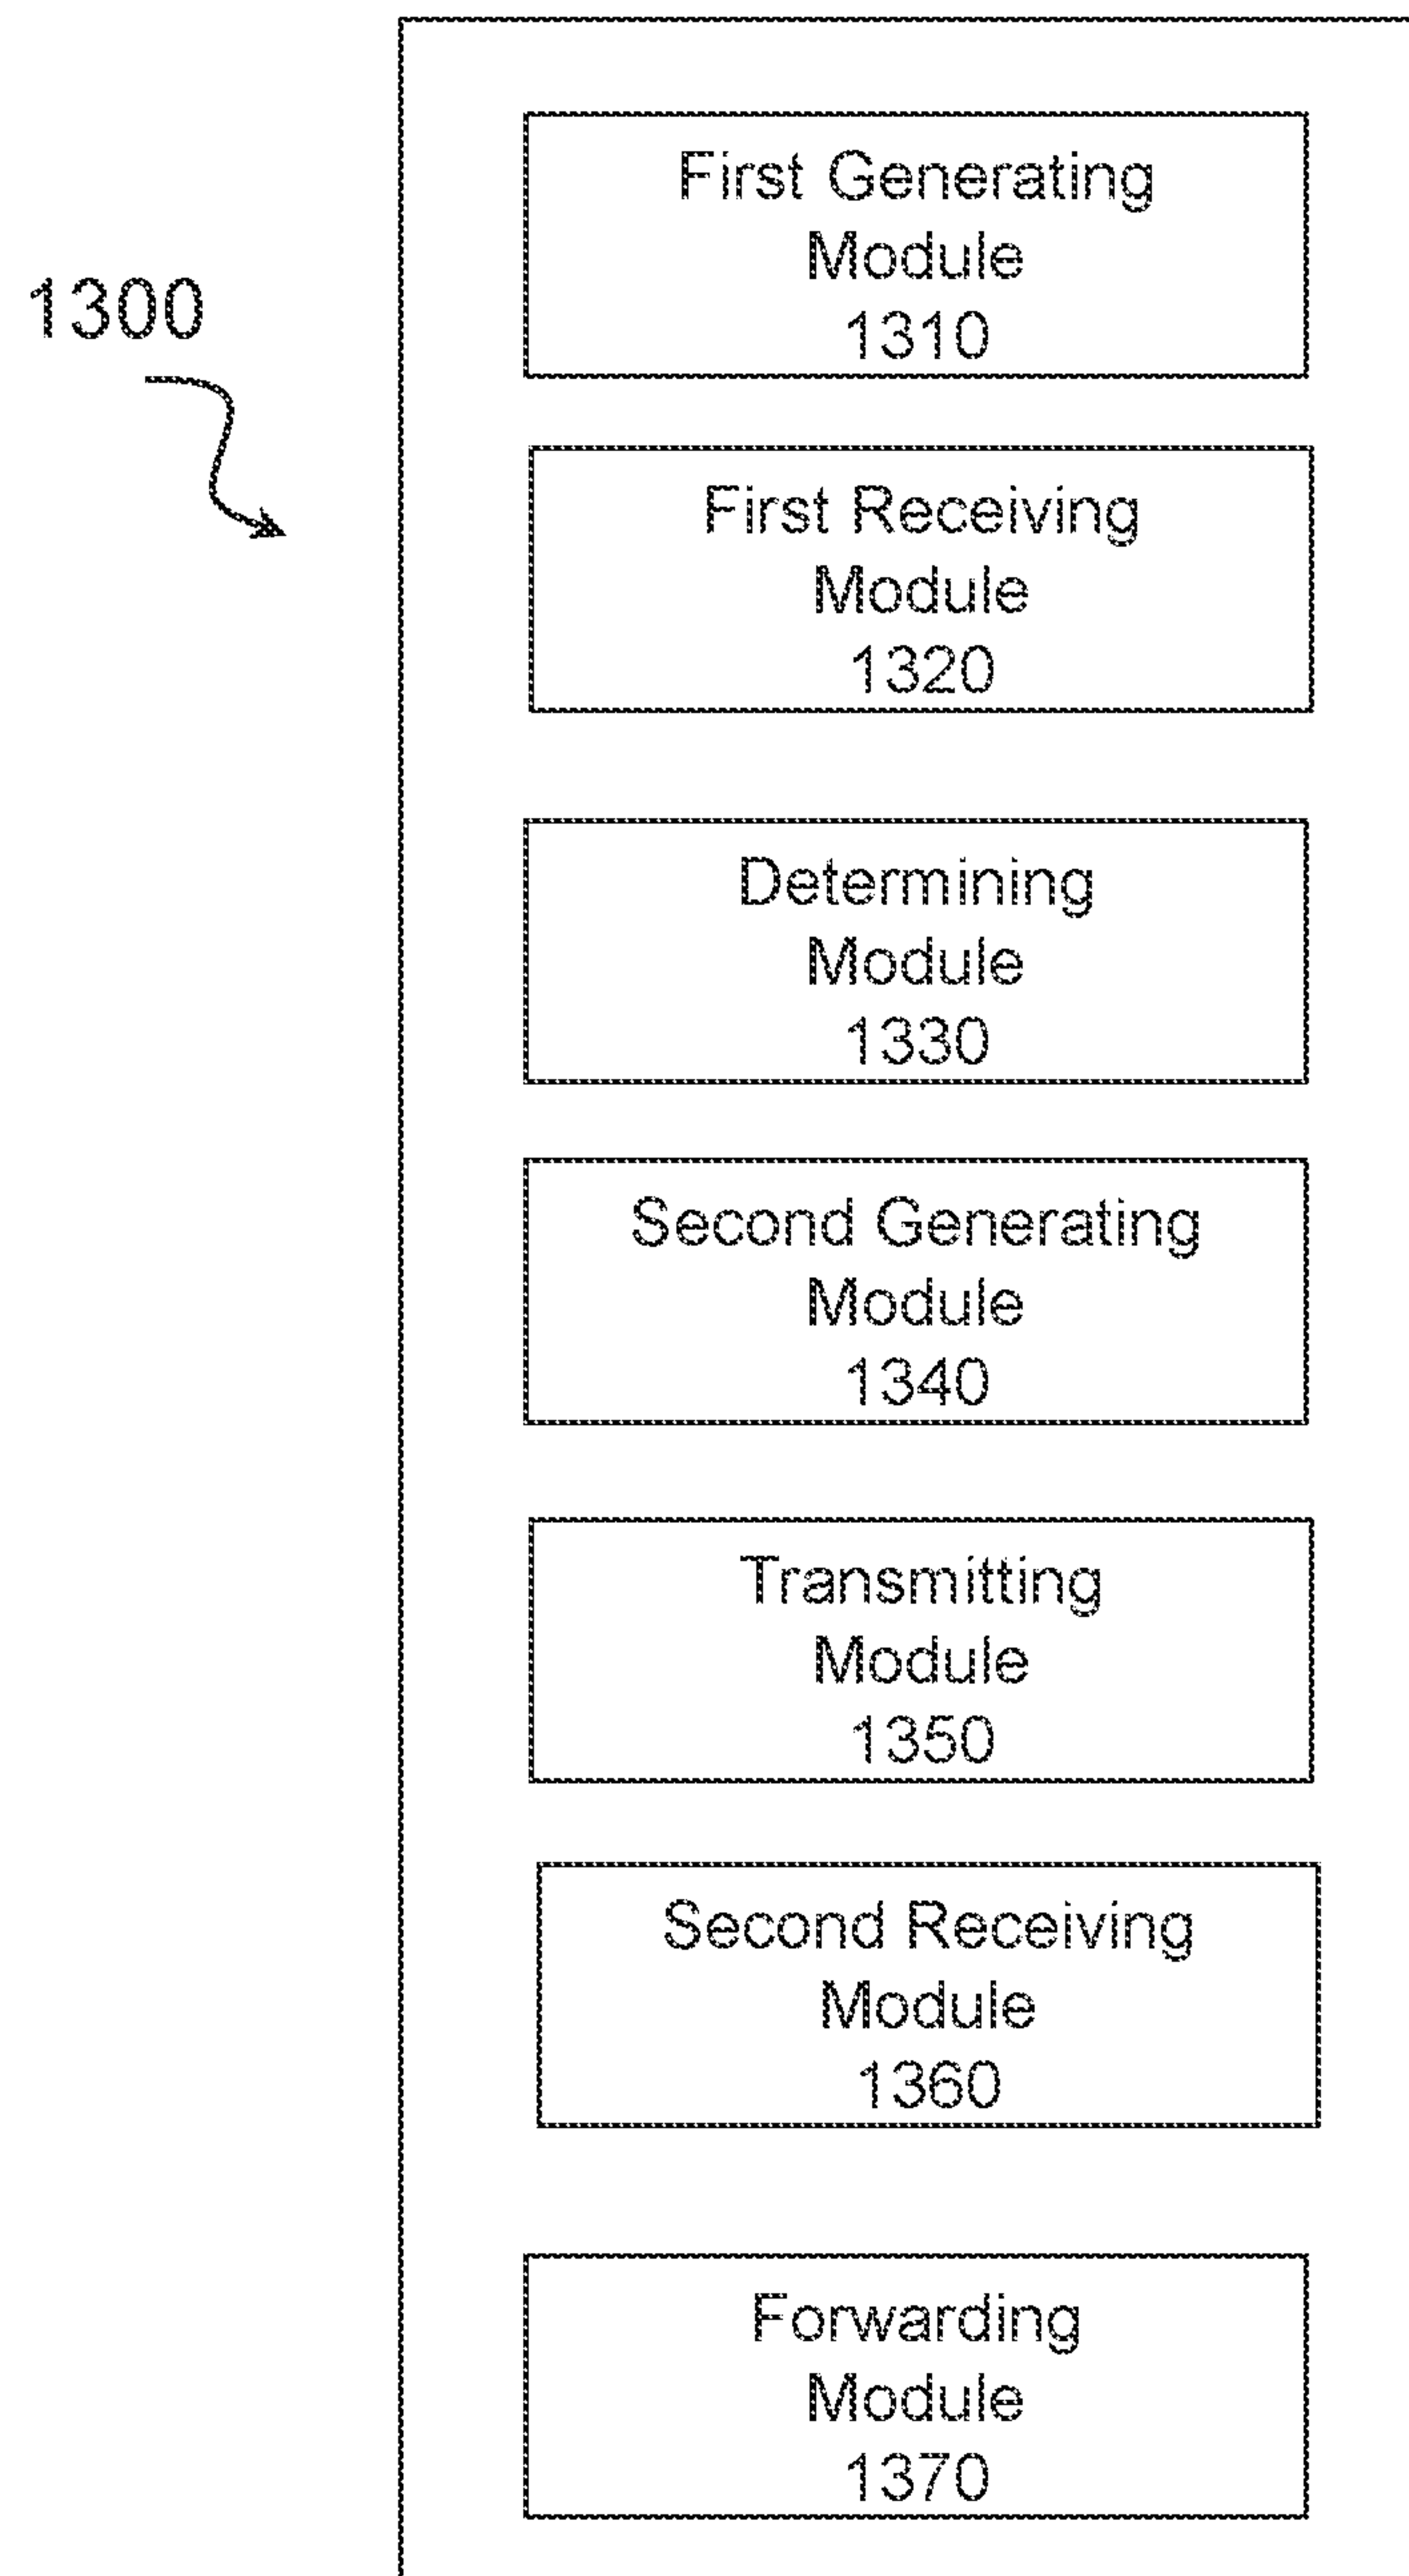 First Generating
Module
1310
1300
First Receiving
Module
1320
Determining
Module
1330
Second Generating
Module
1340
Transmitting
Module
1350
Second Receiving
Module
1360
Forwarding
Module
1370